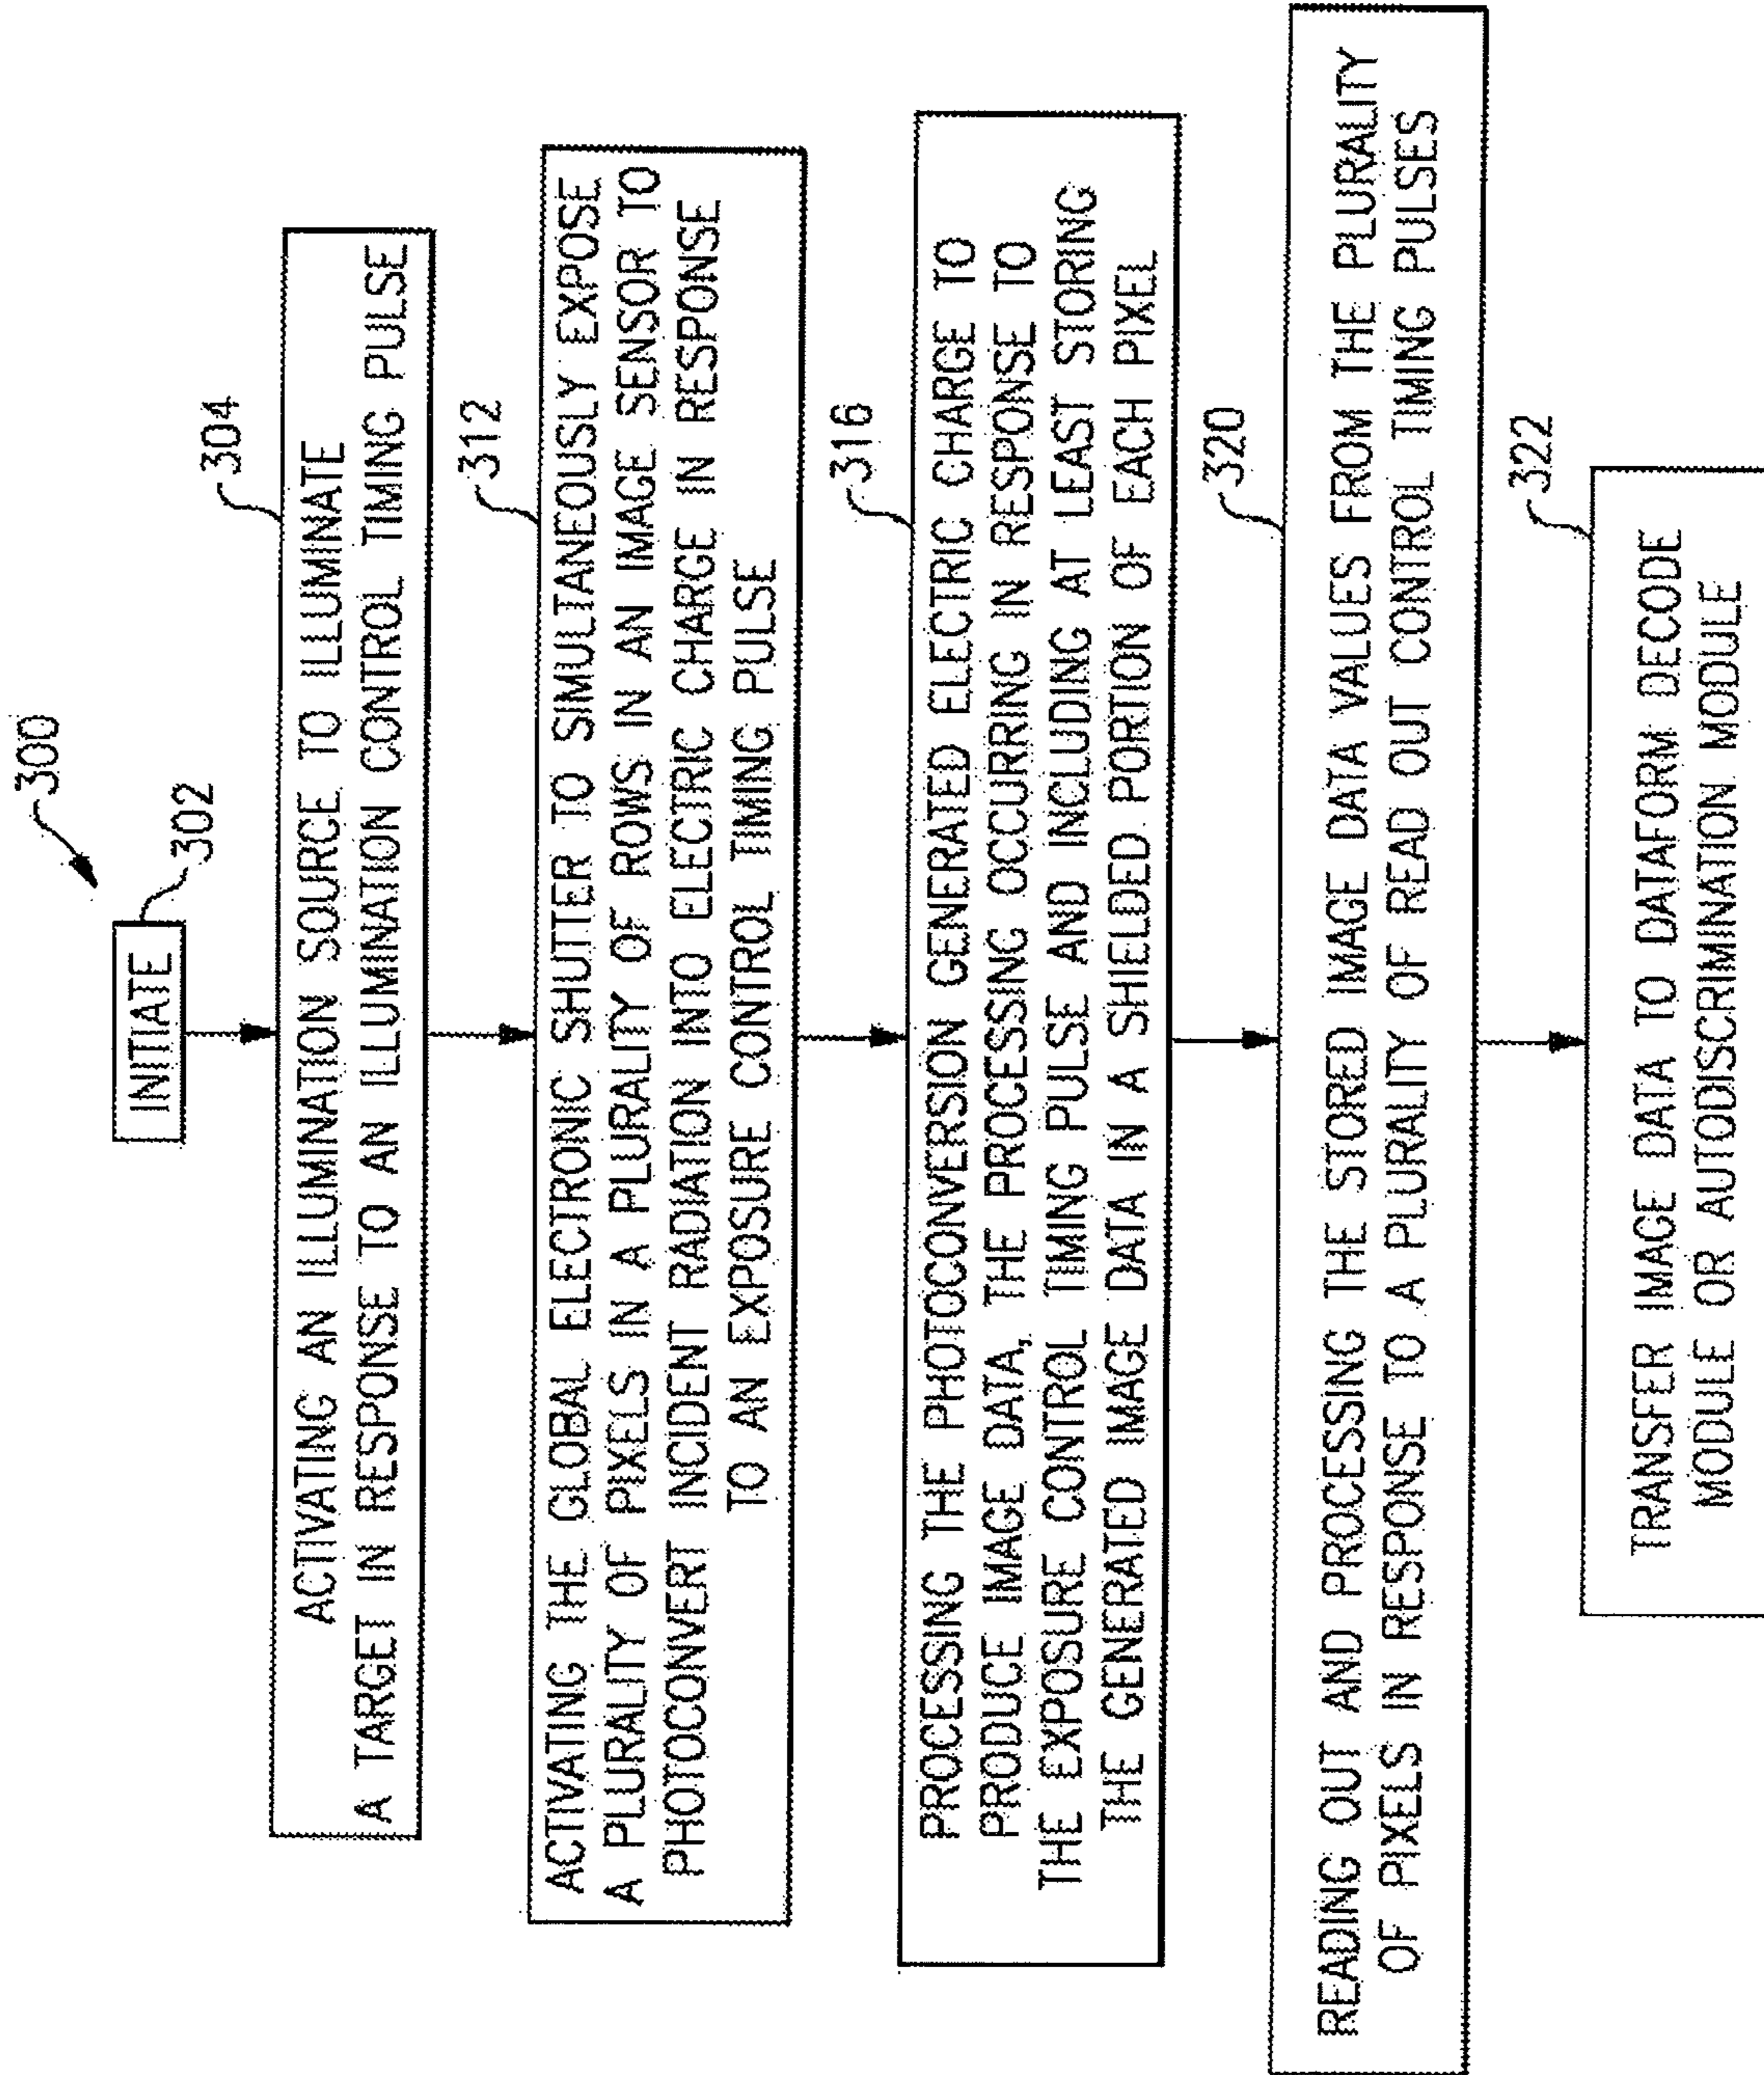 300
INITIATE
302
304
ACTIVATING AN ILLUMINATION SOURCE TO ILLUMINATE
A TARGET IN RESPONSE TO AN ILLUMINATION CONTROL TIMING PULSE
312
ACTIVATING THE GLOBAL ELECTRONIC SHUTTER TO SIMULTANEOUSLY EXPOSE
A PLURALITY OF PIXELS IN A PLURALITY OF ROWS IN AN IMAGE SENSOR TO
PHOTOCONVERT INCIDENT RADIATION INTO ELECTRIC CHARGE IN RESPONSE
TO AN EXPOSURE CONTROL TIMING PULSE
316
PROCESSING THE PHOTOCONVERSION GENERATED ELECTRIC CHARGE TO
PRODUCE IMAGE DATA, THE PROCESSING OCCURRING IN RESPONSE TO
THE EXPOSURE CONTROL TIMING PULSE AND INCLUDING AT LEAST STORING
THE GENERATED IMAGE DATA IN A SHIELDED PORTION OF EACH PIXEL
320
READING OUT AND PROCESSING THE STORED IMAGE DATA VALUES FROM THE PLURALITY
OF PIXELS IN RESPONSE TO A PLURALITY OF READ OUT CONTROL TIMING PULSES
322
TRANSFER IMAGE DATA TO DATAFORM DECODE
MODULE OR AUTODISCRIMINATION MODULE